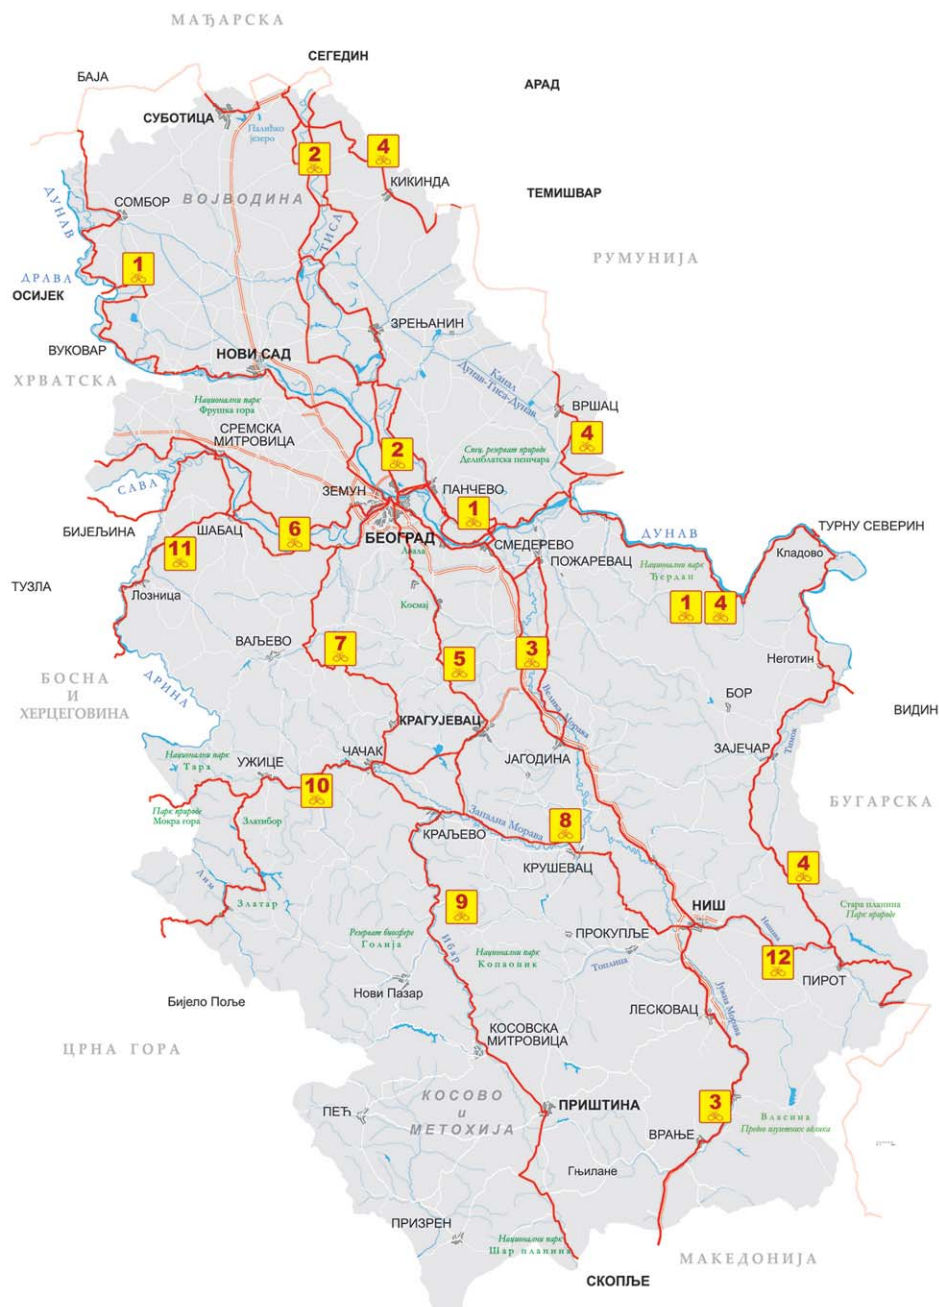 МАЂАРСКА
СЕГЕДИН
БАЈА
АРАД
СУБОТИЦА
Палићко
језеро
2
4
КИКИНДА
ТЕМИШВАР
ВОЈВОДИНА
ДУНАВ
СОМБОР
ТИСА
РУМУНИЈА
1
ДРАВА
ОСИЈЕК
ЗРЕЊАНИН
ВУКОВАР
НОВИ САД
Канал
Дунав-Тиса-Дунав
ХРВАТСКА
Национални парк
Фрушка гора
ВРШАЦ
СРЕМСКА
МИТРОВИЦА
4
2
Спец. резерват природе
Делиблатска пешчара
САВА
ЗЕМУН
ПАНЧЕВО
1
БИЈЕЉИНА
ШАБАЦ
6
БЕОГРАД
ДУНАВ
ТУРНУ СЕВЕРИН
11
Авала
СМЕДЕРЕВО
ПОЖАРЕВАЦ
Кладово
Национални парк
Ђердап
ТУЗЛА
Лозница
Космај
1
4
ВАЉЕВО
7
5
3
Неготин
БОСНА
И
ХЕРЦЕГОВИНА
ДРИНА
БОР
ВИДИН
КРАГУЈЕВАЦ
Велика Морава
ЗАЈЕЧАР
Тимок
Национални парк
Тара
УЖИЦЕ
ЧАЧАК
ЈАГОДИНА
10
БУГАРСКА
Парк природе
Мокра гора
Златибор
КРАЉЕВО
Западна Морава
8
КРУШЕВАЦ
4
Лим
Златар
9
НИШ
Стара планина
Парк природе
Резерват биосфере
Голија
Ибар
Национални парк
Копаоник
ПРОКУПЉЕ
Топлица
Нишава
12
ПИРОТ
Бијело Поље
Нови Пазар
ЛЕСКОВАЦ
Јужна Морава
ЦРНА ГОРА
КОСОВСКА
МИТРОВИЦА
КОСОВО
и
МЕТОХИЈА
ПЕЋ
ПРИШТИНА
3
Власина
Предео изузетних одлика
ВРАЊЕ
Гњилане
ПРИЗРЕН
Национални парк
Шар планина
МАКЕДОНИЈА
СКОПЉЕ